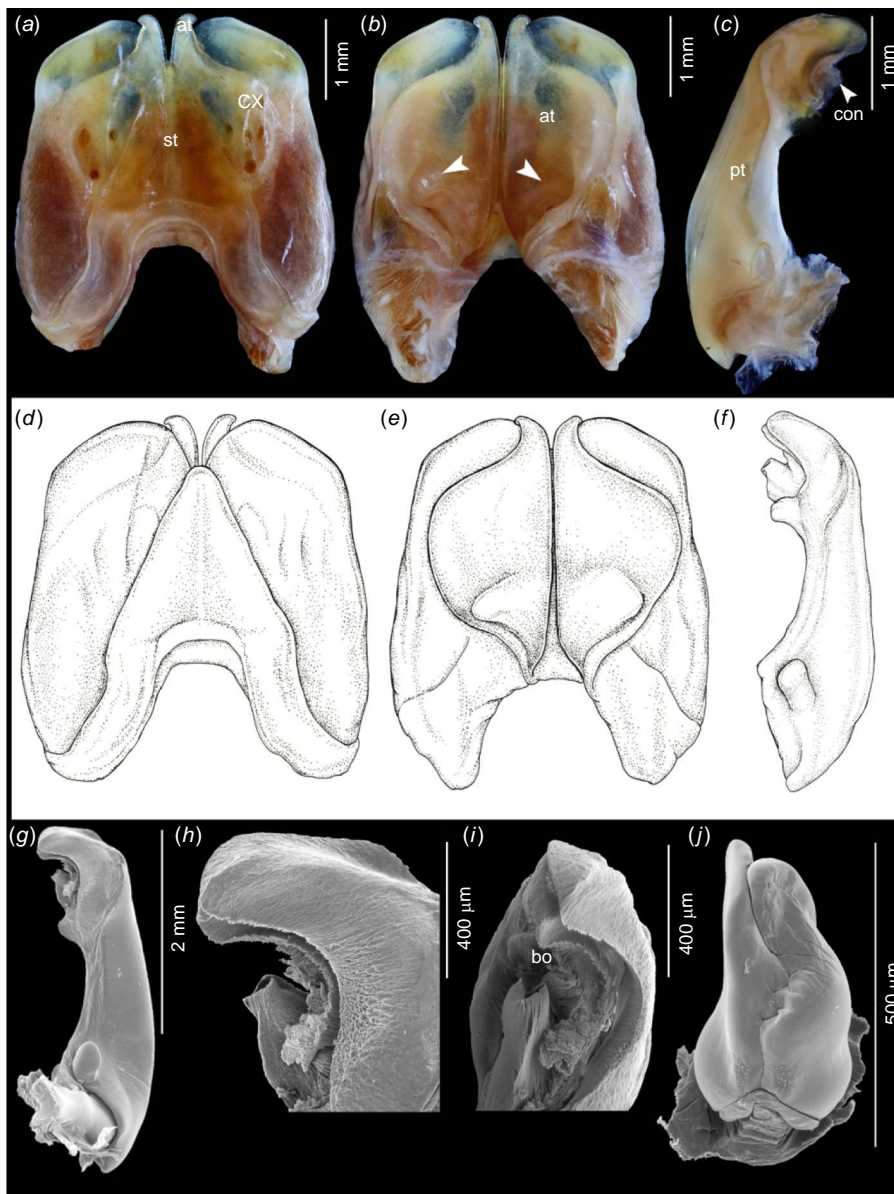 (a)
at
1 mm
CX
st
(b)
1 mm
at
(c)
1 mm
con
pt
(d)
(e)
(f)
(g)
2 mm
(h)
400 µm
(i)
400 µm
bo
(j)
500 µm